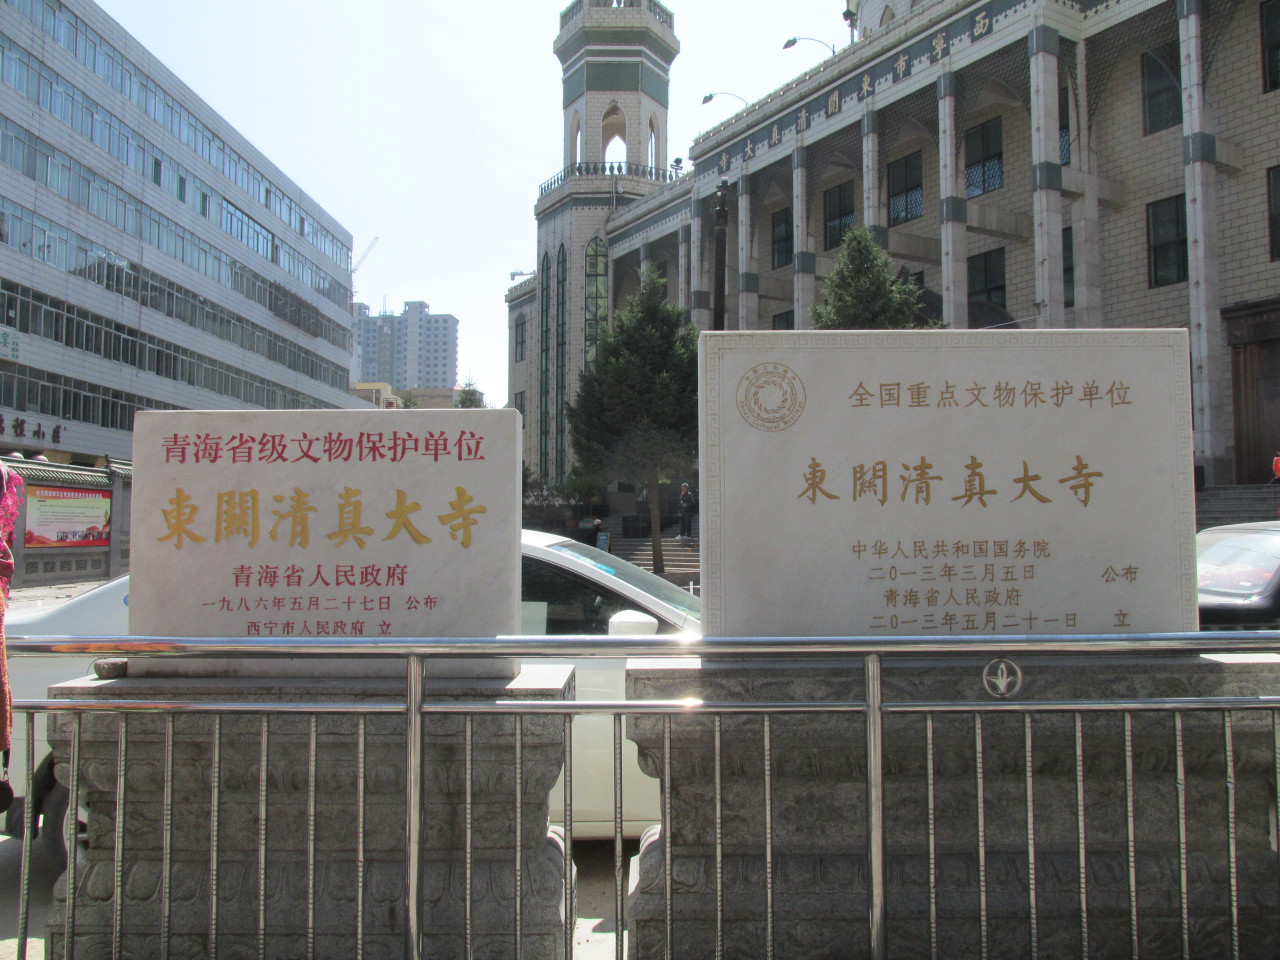 西寧市東關清真大寺
青海省级文物保护单位
東關清真大寺
青海省人民政府
一九八六年五月二十七日 公布
西宁市人民政府 立
全国重点文物保护单位
東關清真大寺
中华人民共和国国务院
二〇一三年三月五日 公布
青海省人民政府
二〇一三年五月二十一日 立